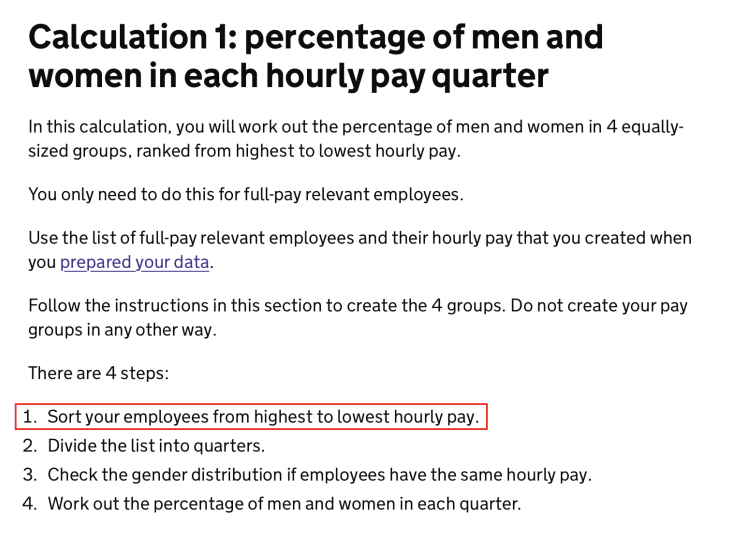 Calculation 1: percentage of men and
women in each hourly pay quarter
In this calculation, you will work out the percentage of men and women in 4 equally-
sized groups, ranked from highest to lowest hourly pay.
You only need to do this for full-pay relevant employees.
Use the list of full-pay relevant employees and their hourly pay that you created when
you prepared your data.
Follow the instructions in this section to create the 4 groups. Do not create your pay
groups in any other way.
There are 4 steps:
1. Sort your employees from highest to lowest hourly pay.
2. Divide the list into quarters.
3. Check the gender distribution if employees have the same hourly pay.
4. Work out the percentage of men and women in each quarter.